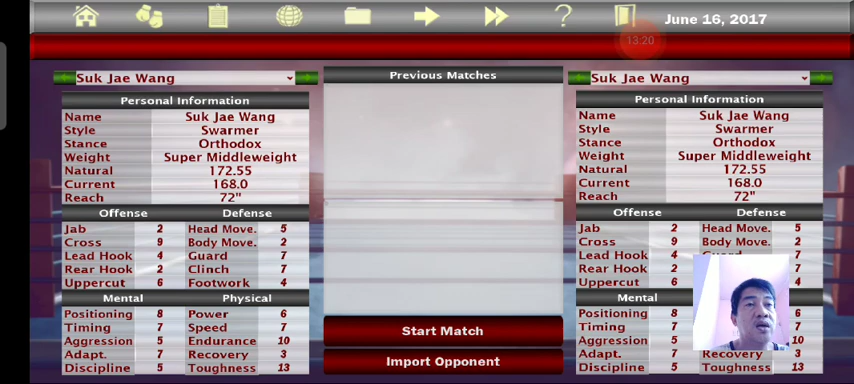 June 16, 2017
13:20
Suk Jae Wang
Personal Information
Name Suk Jae Wang
Style Swarmer
Stance Orthodox
Weight Super Middleweight
Natural 172.55
Current 168.0
Reach 72"
Offense Defense
Jab 2 Head Move. 5
Cross 9 Body Move. 2
Lead Hook 4 Guard 7
Rear Hook 2 Clinch 7
Uppercut 6 Footwork 4
Mental Physical
Positioning 8 Power 6
Timing 7 Speed 7
Aggression 5 Endurance 10
Adapt. 7 Recovery 3
Discipline 5 Toughness 13
Previous Matches
Start Match
Import Opponent
Suk Jae Wang
Personal Information
Name Suk Jae Wang
Style Swarmer
Stance Orthodox
Weight Super Middleweight
Natural 172.55
Current 168.0
Reach 72"
Offense Defense
Jab 2 Head Move. 5
Cross 9 Body Move. 2
Lead Hook 4 Guard 7
Rear Hook 2 7
Uppercut 6 4
Mental
Positioning 8 6
Timing 7 7
Aggression 5 10
Adapt. 7 Recovery 3
Discipline 5 Toughness 13